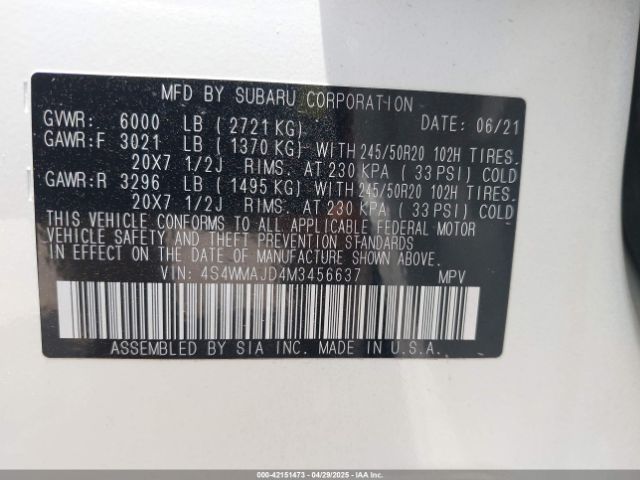 MFD BY SUBARU CORPORATION
GVWR: 6000 LB ( 2721 KG) DATE: 06/21
GAWR:F 3021 LB ( 1370 KG) WITH 245/50R20 102H TIRES.
20X7 1/2J RIMS. AT 230 KPA ( 33 PSI) COLD
GAWR:R 3296 LB ( 1495 KG) WITH 245/50R20 102H TIRES.
20X7 1/2J RIMS. AT 230 KPA ( 33 PSI) COLD
THIS VEHICLE CONFORMS TO ALL APPLICABLE FEDERAL MOTOR
VEHICLE SAFETY AND THEFT PREVENTION STANDARDS
IN EFFECT ON THE DATE OF MANUFACTURE SHOWN ABOVE.
VIN: 4S4WMAJD4M3456637 MPV
ASSEMBLED BY SIA INC. MADE IN U.S.A.
000-42151473 - 04/29/2025 - IAAI.COM